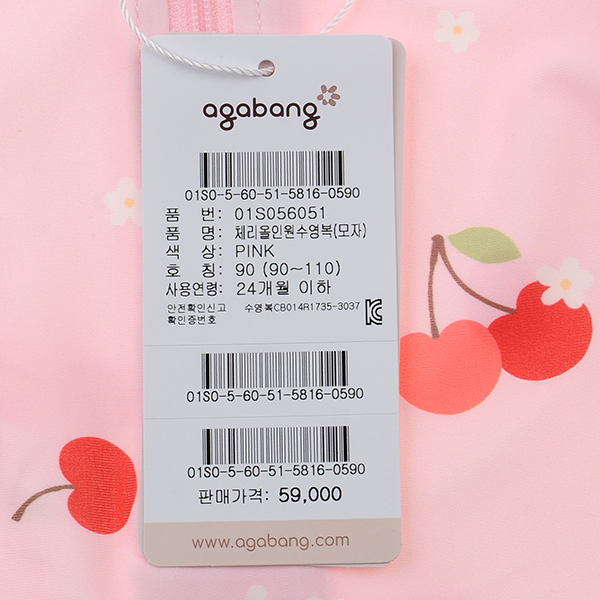 agabang
01S0-5-60-51-5816-0590
품 번: 01S056051
품 명: 체리올인원수영복(모자)
색 상: PINK
호 칭: 90 (90~110)
사용연령: 24개월 이하
안전확인신고 수영복CB014R1735-3037
확인증번호
01S0-5-60-51-5816-0590
01S0-5-60-51-5816-0590
판매가격: 59,000
www.agabang.com